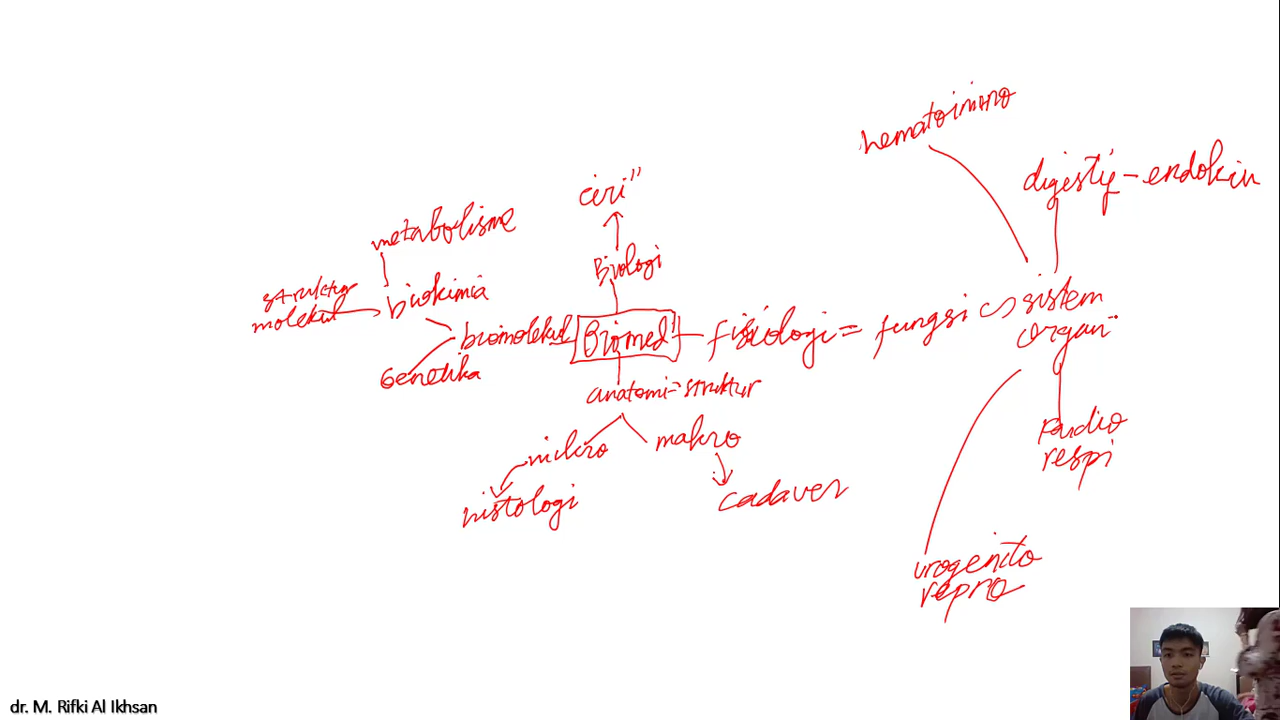 hematoimuno
digestif - endokrin
ciri"
metabolisme
Biologi
struktur
molekul
biokimia
sistem
organ
biomolekul
Biomed
fisiologi = fungsi
Genetika
anatomi = struktur
mikro
makro
kardio
respi
histologi
cadaver
urogenito
repro
dr. M. Rifki Al Ikhsan